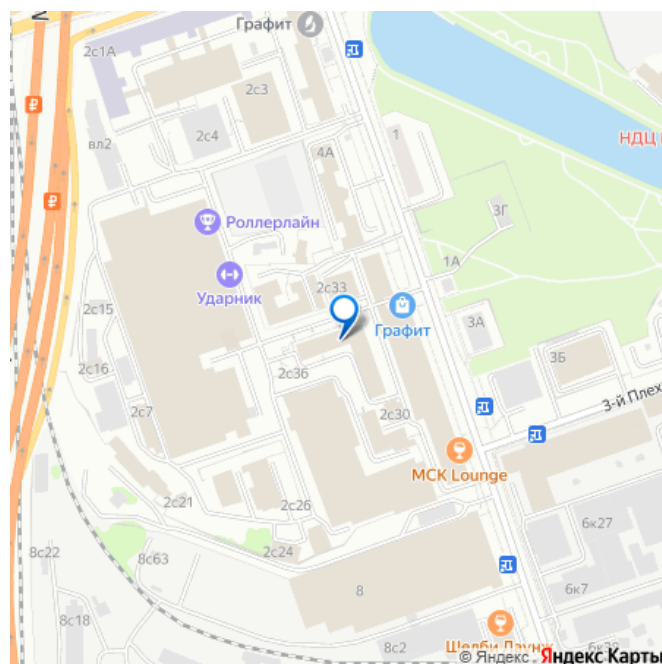 Графит
2с1А
2с3
вл2
2с4
1
НДЦ
4А
3Г
Роллерлайн
1А
Ударник
2с33
2с15
Графит
3А
3Б
2с16
2с36
2с7
2с30
3-й Плех
MCK Lounge
2с21
2с26
6к27
8с22
8с63
2с24
8
6к7
8с18
8с2
Шелби Лаунж
© Яндекс Яндекс Карты